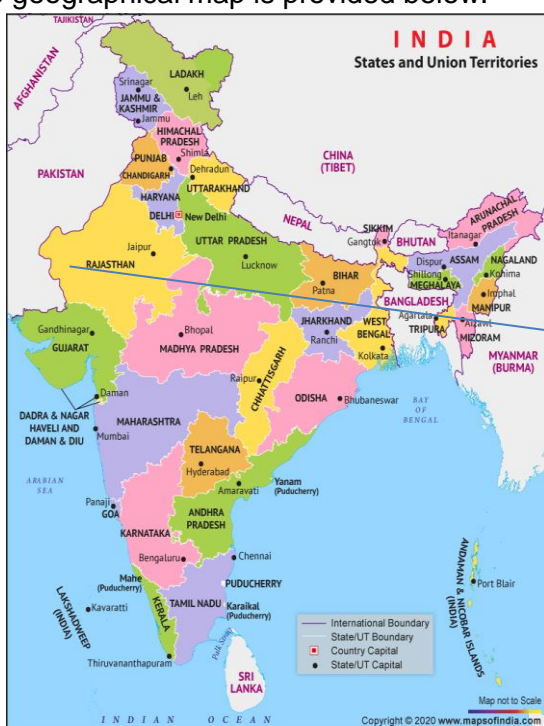 geographical map is provided below.
INDIA
States and Union Territories
TAJIKISTAN
AFGHANISTAN
PAKISTAN
CHINA
(TIBET)
NEPAL
BHUTAN
BANGLADESH
MYANMAR
(BURMA)
SRI
LANKA
LADAKH
Leh
Srinagar
JAMMU &
KASHMIR
Jammu
HIMACHAL
PRADESH
Shimla
PUNJAB
CHANDIGARH
Dehradun
UTTARAKHAND
HARYANA
DELHI
New Delhi
RAJASTHAN
Jaipur
UTTAR PRADESH
Lucknow
BIHAR
Patna
SIKKIM
Gangtok
ARUNACHAL
PRADESH
Itanagar
ASSAM
Dispur
NAGALAND
Kohima
Shillong
MEGHALAYA
Imphal
MANIPUR
Agartala
TRIPURA
Aizawl
MIZORAM
WEST
BENGAL
Kolkata
JHARKHAND
Ranchi
Gandhinagar
GUJARAT
Bhopal
MADHYA PRADESH
Raipur
CHHATTISGARH
ODISHA
Bhubaneswar
Daman
DADRA & NAGAR
HAVELI AND
DAMAN & DIU
MAHARASHTRA
Mumbai
TELANGANA
Hyderabad
Amaravati
Yanam
(Puducherry)
ANDHRA
PRADESH
Panaji
GOA
KARNATAKA
Bengaluru
Chennai
Mahe
(Puducherry)
PUDUCHERRY
TAMIL NADU
Karaikal
(Puducherry)
KERALA
Thiruvananthapuram
LAKSHADWEEP
(INDIA)
Kavaratti
ANDAMAN & NICOBAR ISLANDS
(INDIA)
Port Blair
ARABIAN
SEA
BAY
OF
BENGAL
Palk Strait
INDIAN OCEAN
International Boundary
State/UT Boundary
Country Capital
State/UT Capital
Map not to Scale
Copyright © 2020 www.mapsofindia.com